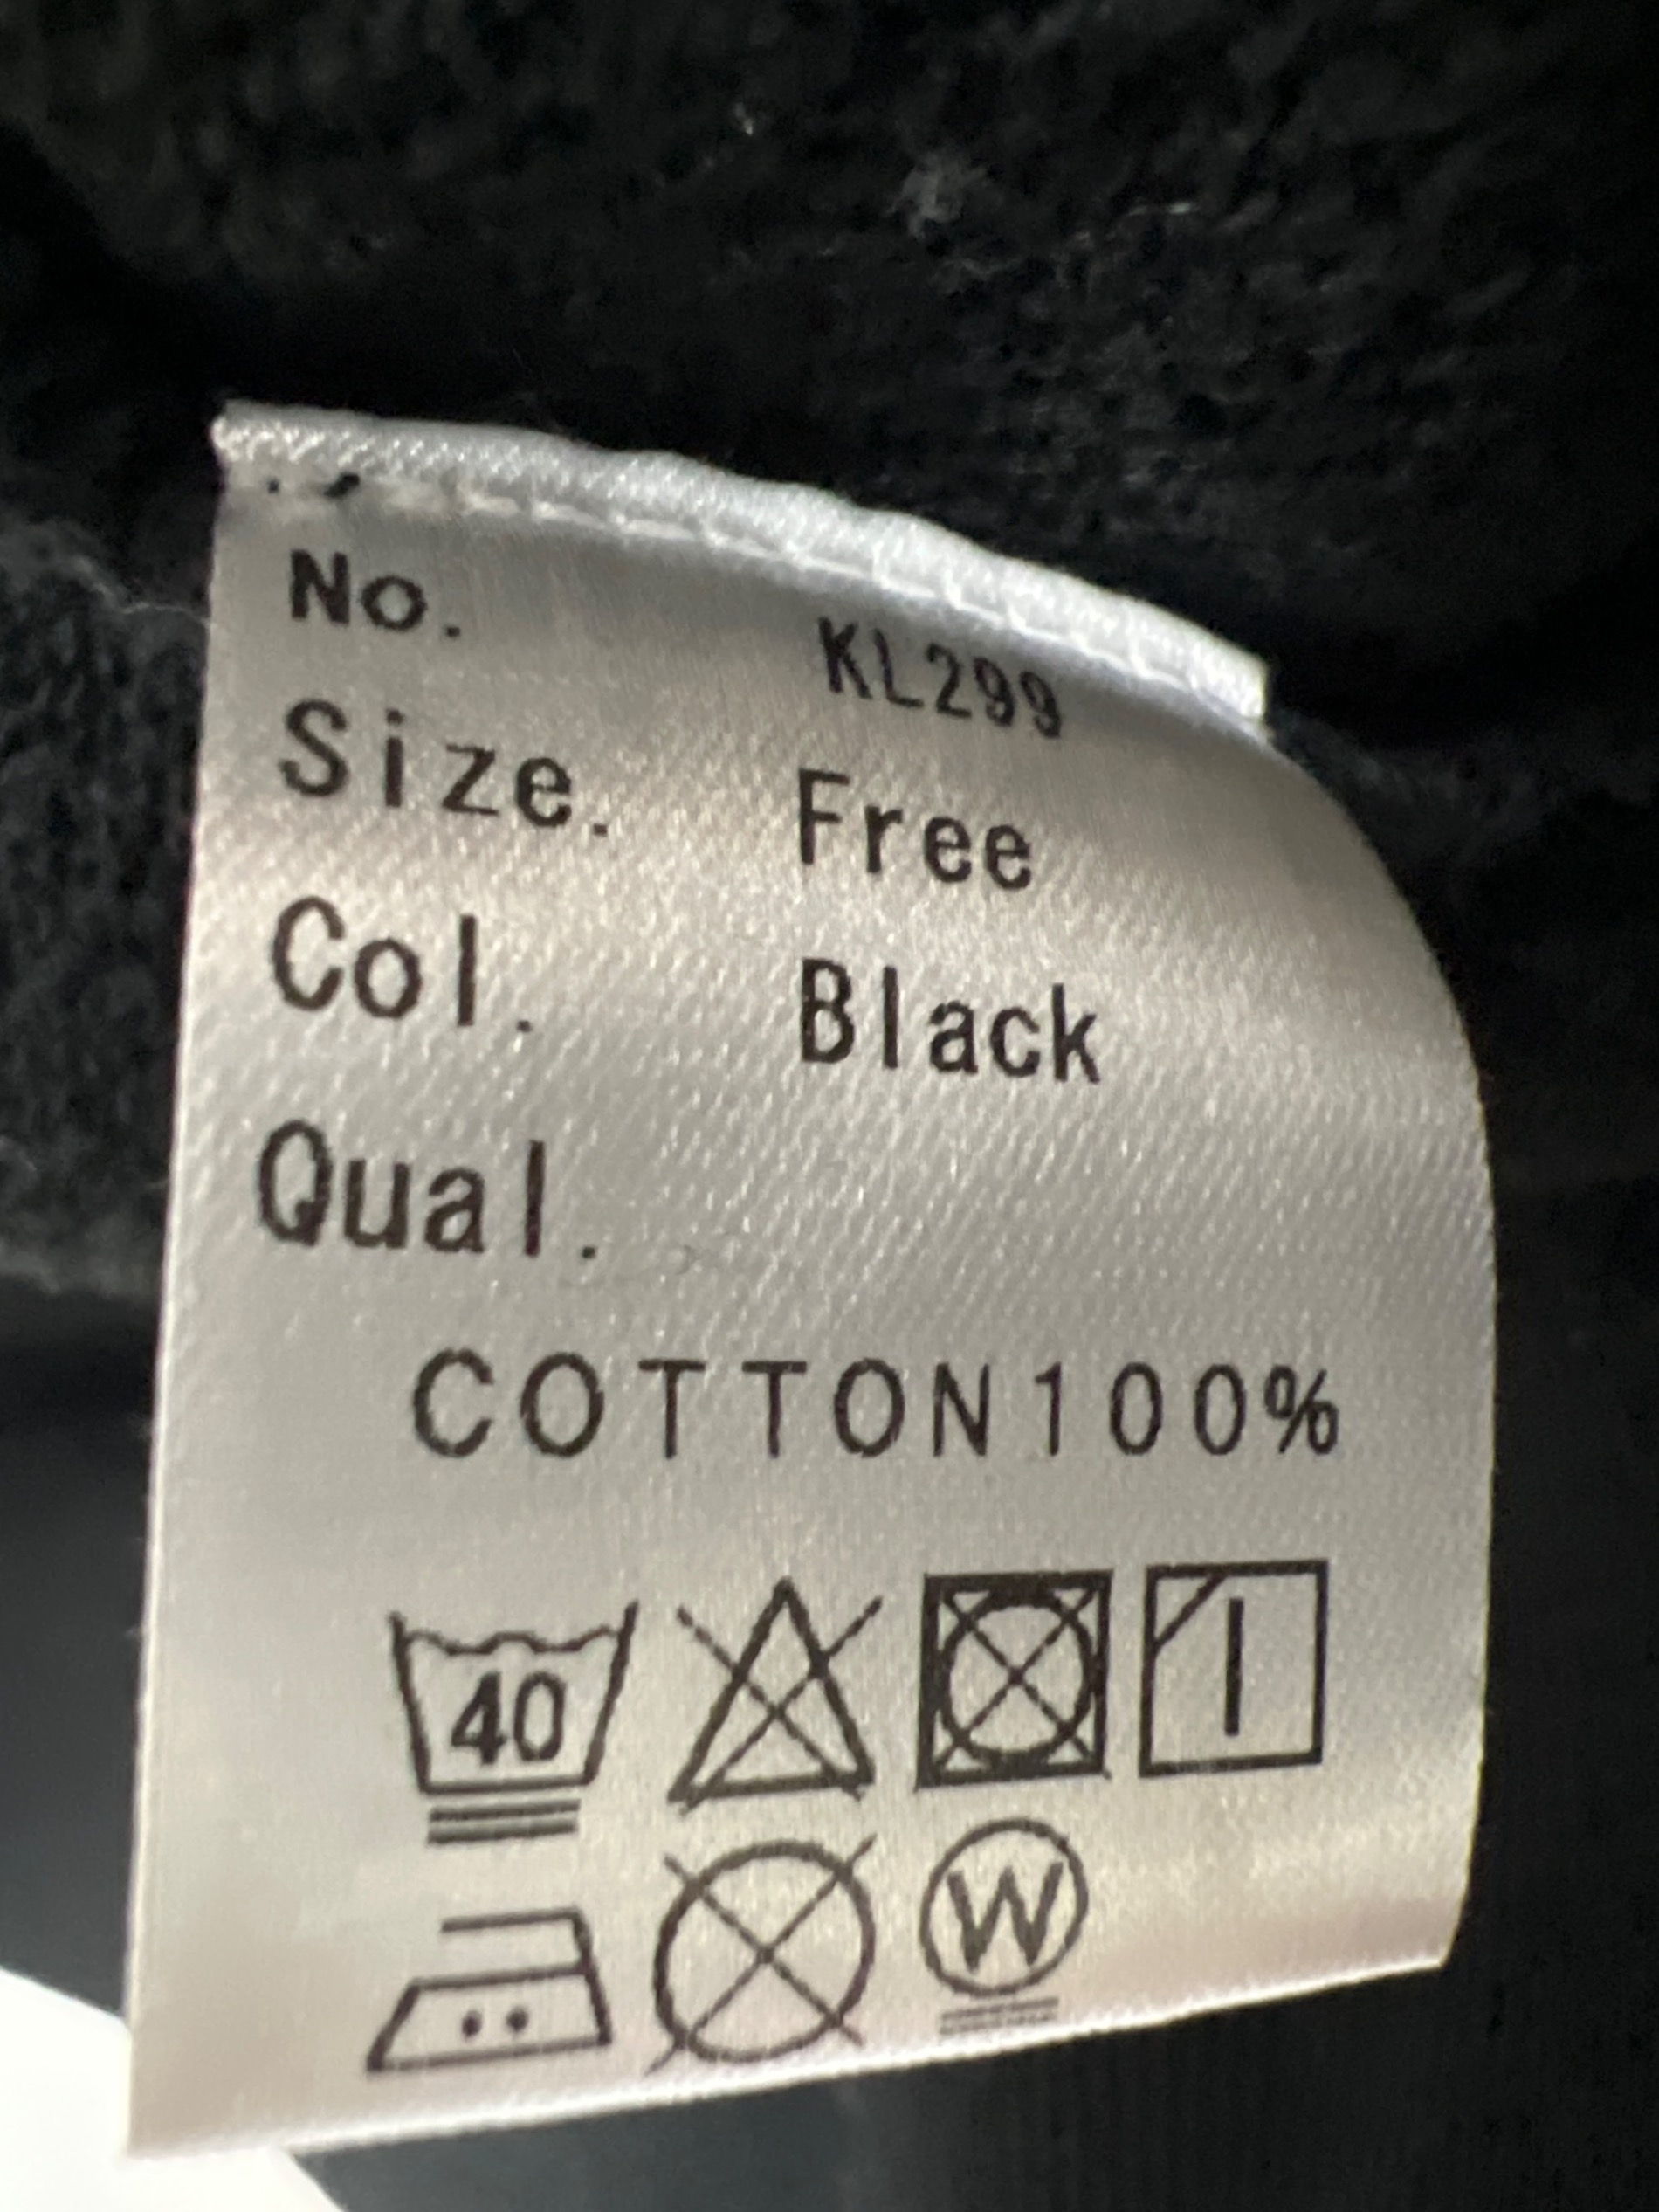 No. KL299
Size. Free
Col. Black
Qual.
COTTON100%
40
W